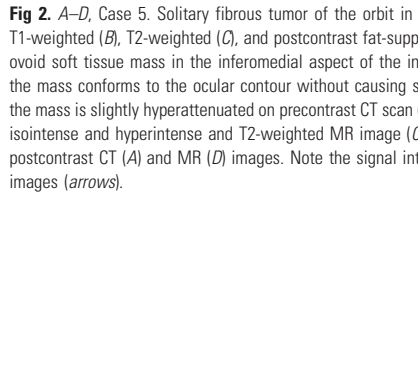 Fig 2. A–D, Case 5. Solitary fibrous tumor of the orbit in
T1-weighted (B), T2-weighted (C), and postcontrast fat-supp
ovoid soft tissue mass in the inferomedial aspect of the in
the mass conforms to the ocular contour without causing s
the mass is slightly hyperattenuated on precontrast CT scan
isointense and hyperintense and T2-weighted MR image (C
postcontrast CT (A) and MR (D) images. Note the signal int
images (arrows).